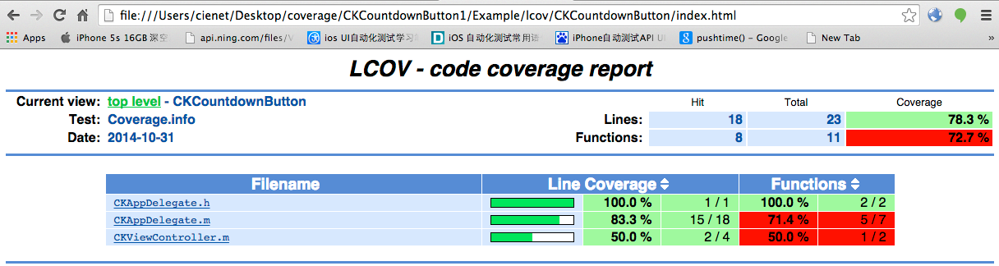 file:///Users/cienet/Desktop/coverage/CKCountdownButton1/Example/lcov/CKCountdownButton/index.html
Apps iPhone 5s 16GB 深空 api.ning.com/files/V ios UI自动化测试学习 iOS 自动化测试常用语 iPhone自动测试API U pushtime() - Google New Tab
LCOV - code coverage report
Current view: top level - CKCountdownButton Hit Total Coverage
Test: Coverage.info Lines: 18 23 78.3 %
Date: 2014-10-31 Functions: 8 11 72.7 %
Filename Line Coverage Functions
CKAppDelegate.h 100.0 % 1 / 1 100.0 % 2 / 2
CKAppDelegate.m 83.3 % 15 / 18 71.4 % 5 / 7
CKViewController.m 50.0 % 2 / 4 50.0 % 1 / 2